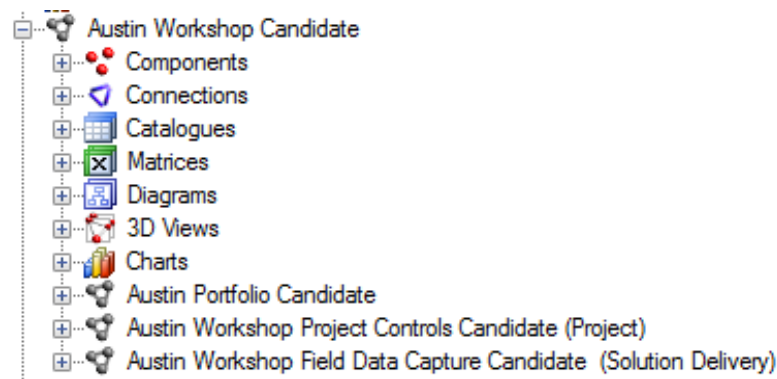 Austin Workshop Candidate
Components
Connections
Catalogues
Matrices
Diagrams
3D Views
Charts
Austin Portfolio Candidate
Austin Workshop Project Controls Candidate (Project)
Austin Workshop Field Data Capture Candidate  (Solution Delivery)